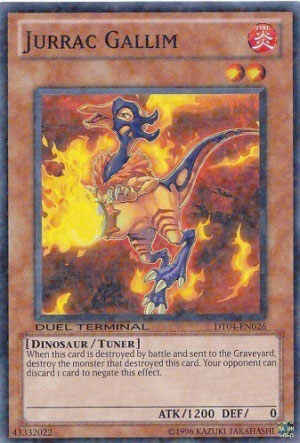 JURRAC GALLIM
FIRE
炎
DUEL TERMINAL
DT04-EN026
[DINOSAUR / TUNER]
When this card is destroyed by battle and sent to the Graveyard,
destroy the monster that destroyed this card. Your opponent can
discard 1 card to negate this effect.
ATK/1200 DEF/ 0
43332022
©1996 KAZUKI TAKAHASHI